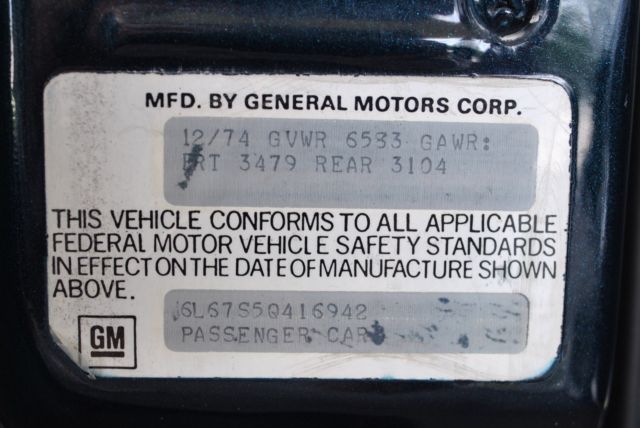 MFD. BY GENERAL MOTORS CORP.
12/74 GVWR 6583 GAWR:
FRT 3479 REAR 3104
THIS VEHICLE CONFORMS TO ALL APPLICABLE
FEDERAL MOTOR VEHICLE SAFETY STANDARDS
IN EFFECT ON THE DATE OF MANUFACTURE SHOWN
ABOVE.
6L67S5Q416942
PASSENGER CAR
GM